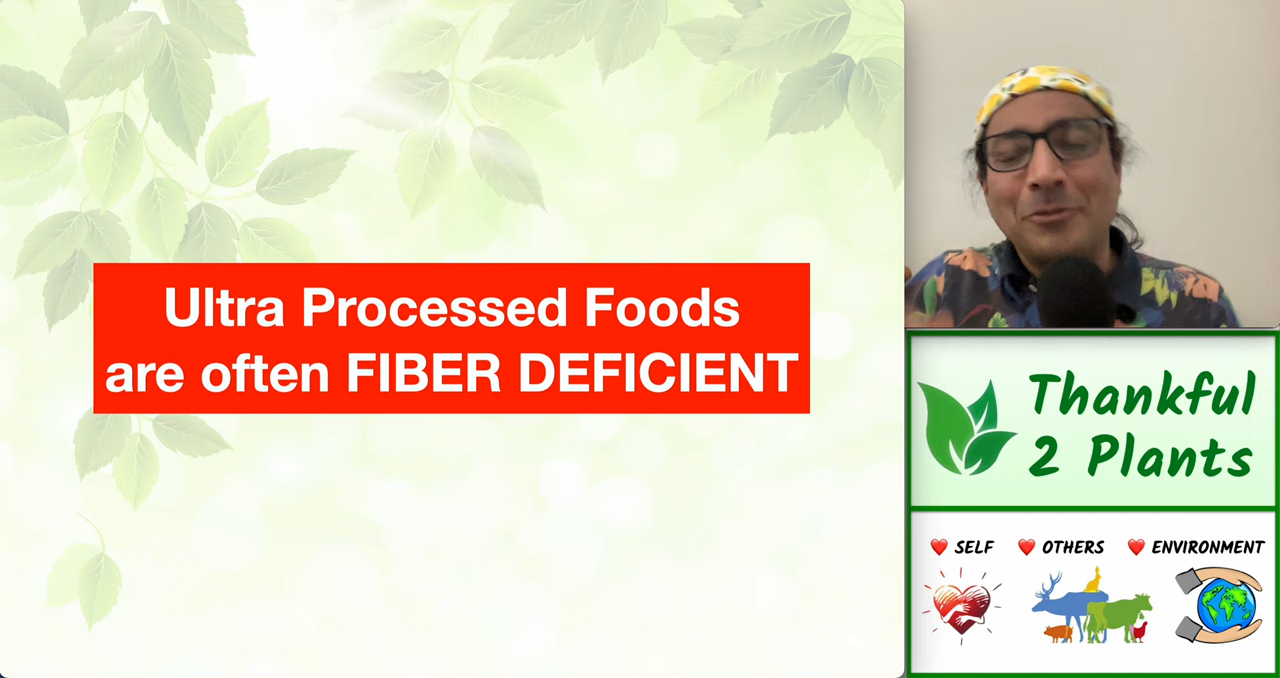 Ultra Processed Foods
are often FIBER DEFICIENT
Thankful
2 Plants
SELF
OTHERS
ENVIRONMENT